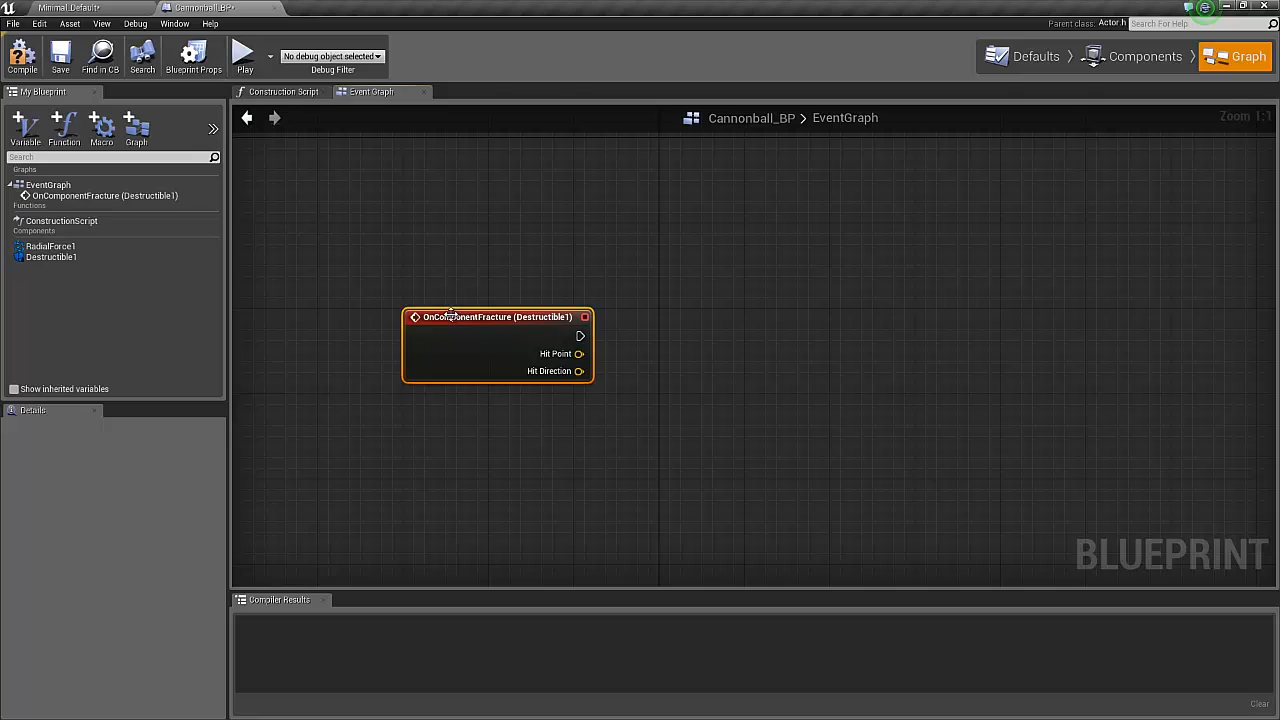 Minimal_Default*
Cannonball_BP*
File Edit Asset View Debug Window Help
Parent class: Actor.h
Search For Help
Compile
Save
Find in CB
Search
Blueprint Props
Play
No debug object selected
Debug Filter
Defaults
Components
Graph
My Blueprint
Construction Script
Event Graph
Variable
Function
Macro
Graph
Cannonball_BP > EventGraph
Zoom 1:1
Search
Graphs
EventGraph
OnComponentFracture (Destructible1)
Functions
ConstructionScript
Components
RadialForce1
Destructible1
OnComponentFracture (Destructible1)
Hit Point
Hit Direction
Show inherited variables
Details
BLUEPRINT
Compiler Results
Clear